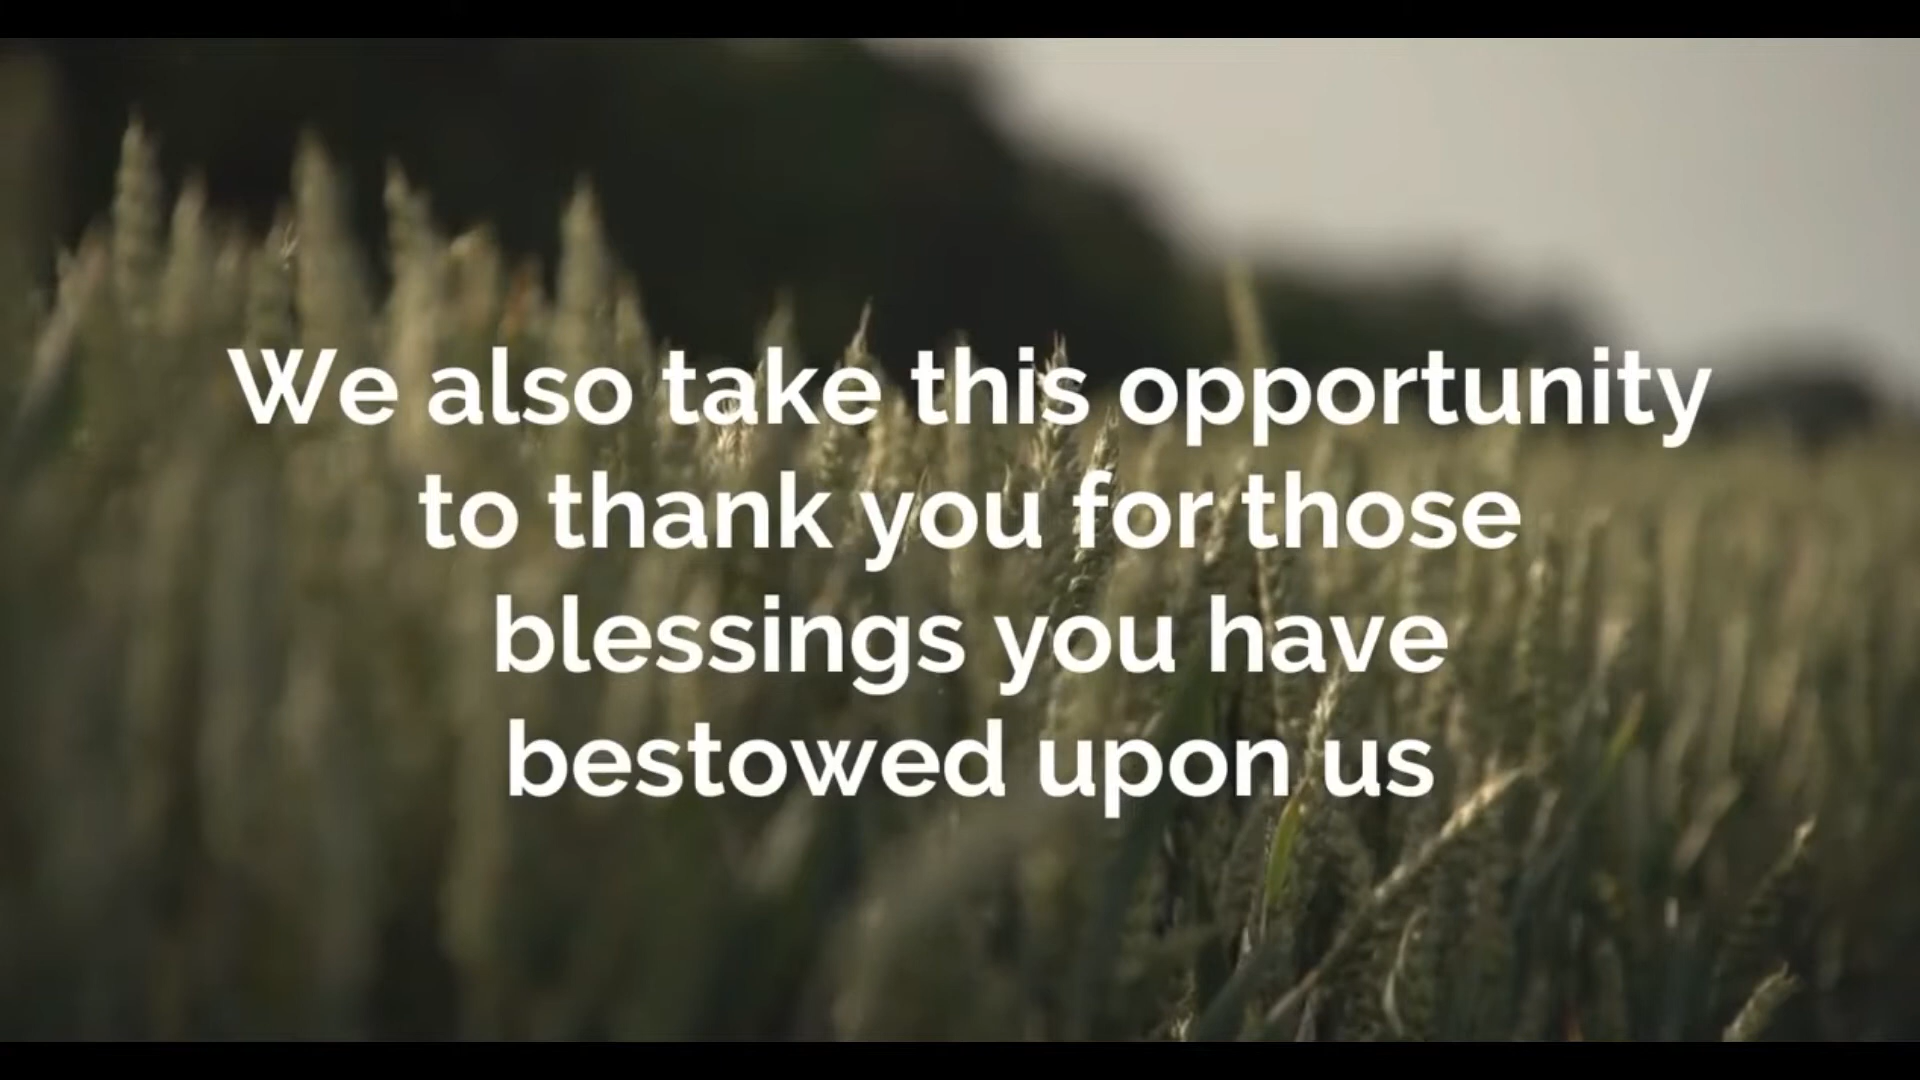 We also take this opportunity
to thank you for those
blessings you have
bestowed upon us